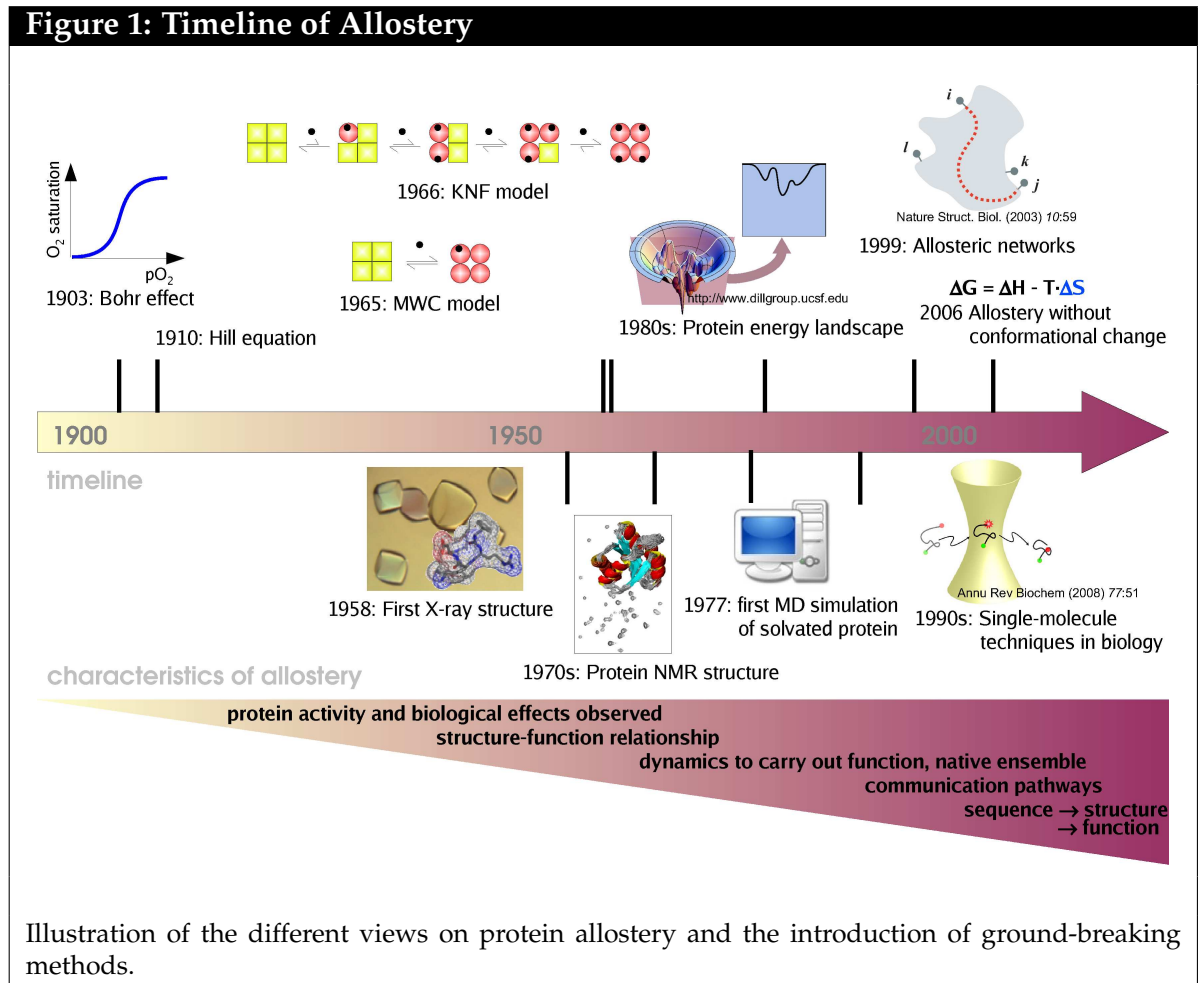 Figure 1: Timeline of Allostery
O2 saturation
pO2
1903: Bohr effect
1910: Hill equation
1966: KNF model
1965: MWC model
http://www.dillgroup.ucsf.edu
1980s: Protein energy landscape
i
l
k
j
Nature Struct. Biol. (2003) 10:59
1999: Allosteric networks
ΔG = ΔH - T·ΔS
2006 Allostery without
conformational change
1900
1950
2000
timeline
1958: First X-ray structure
1970s: Protein NMR structure
1977: first MD simulation
of solvated protein
Annu Rev Biochem (2008) 77:51
1990s: Single-molecule
techniques in biology
characteristics of allostery
protein activity and biological effects observed
structure-function relationship
dynamics to carry out function, native ensemble
communication pathways
sequence → structure
→ function
Illustration of the different views on protein allostery and the introduction of ground-breaking
methods.